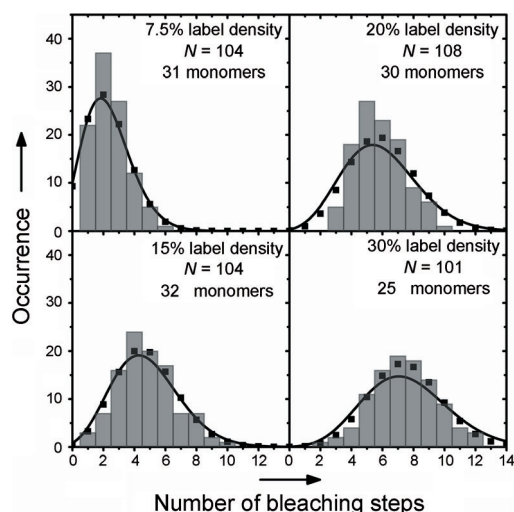 7.5% label density
N = 104
31 monomers
20% label density
N = 108
30 monomers
40
30
20
10
0
15% label density
N = 104
32 monomers
30% label density
N = 101
25 monomers
40
30
20
10
0
0 2 4 6 8 10 12 0 2 4 6 8 10 12 14
Occurrence
Number of bleaching steps